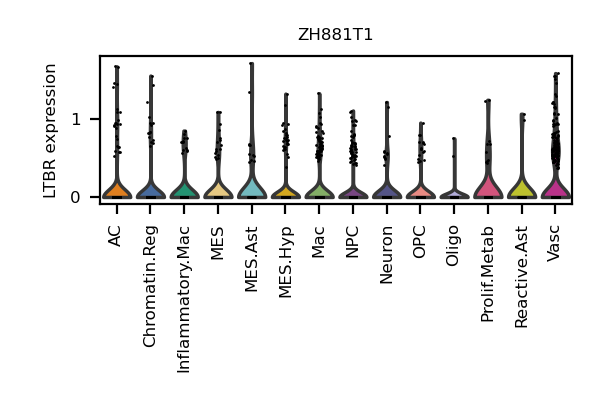 ZH881T1
LTBR expression
1
0
AC
Chromatin.Reg
Inflammatory.Mac
MES
MES.Ast
MES.Hyp
Mac
NPC
Neuron
OPC
Oligo
Prolif.Metab
Reactive.Ast
Vasc